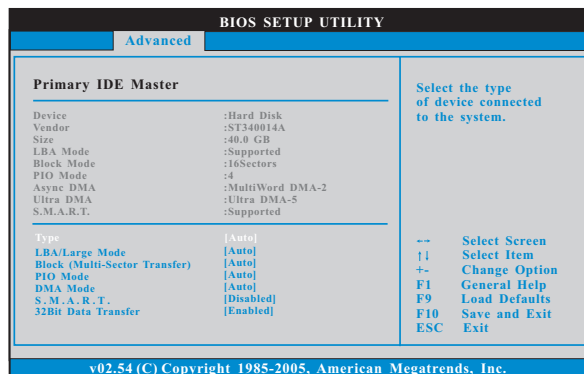 BIOS SETUP UTILITY
Advanced
Primary IDE Master
Device :Hard Disk
Vendor :ST340014A
Size :40.0 GB
LBA Mode :Supported
Block Mode :16Sectors
PIO Mode :4
Async DMA :MultiWord DMA-2
Ultra DMA :Ultra DMA-5
S.M.A.R.T. :Supported
Type [Auto]
LBA/Large Mode [Auto]
Block (Multi-Sector Transfer) [Auto]
PIO Mode [Auto]
DMA Mode [Auto]
S.M.A.R.T. [Disabled]
32Bit Data Transfer [Enabled]
Select the type
of device connected
to the system.
←→ Select Screen
↑↓ Select Item
+- Change Option
F1 General Help
F9 Load Defaults
F10 Save and Exit
ESC Exit
v02.54 (C) Copyright 1985-2005, American Megatrends, Inc.